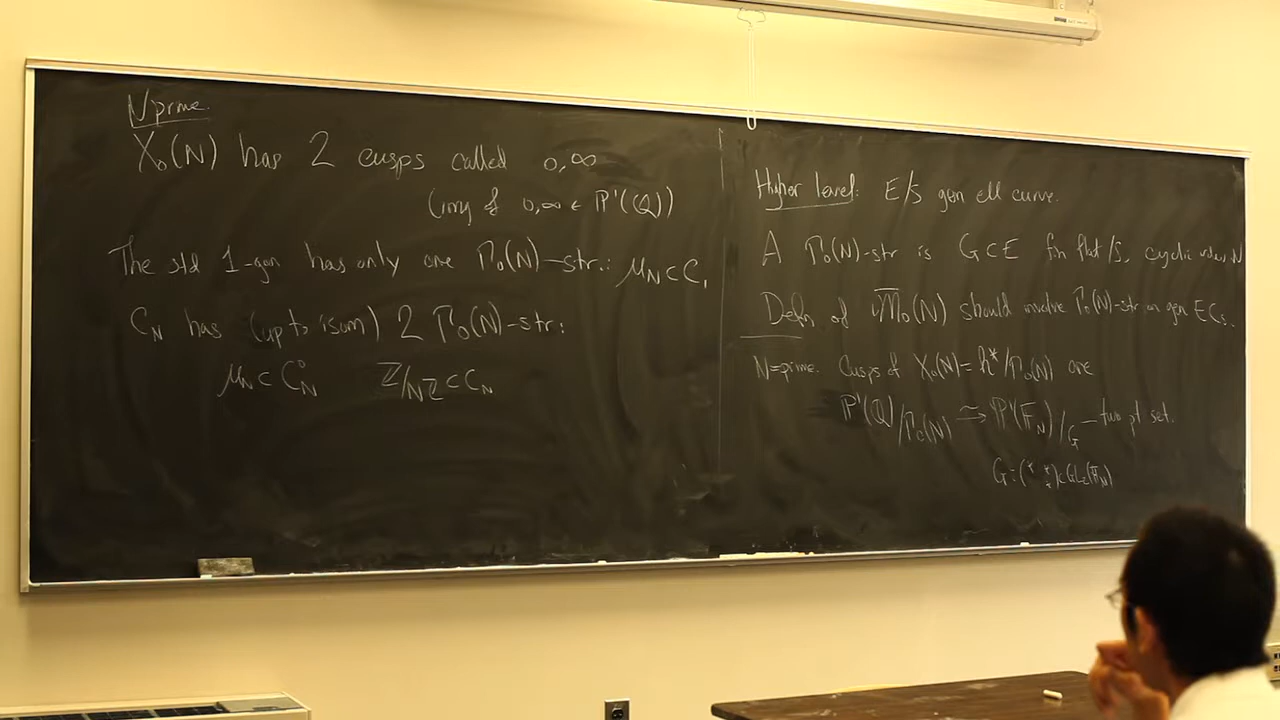 N prime.
X₀(N) has 2 cusps called 0,∞
(img of 0,∞ ∈ P¹(Q))
The std 1-gon has only one Γ₀(N)-str.: μ_N ⊂ C₁
C_N has (up to isom) 2 Γ₀(N)-str:
μ_N ⊂ C_N⁰ ℤ/Nℤ ⊂ C_N
Higher level: E/S gen ell curve.
A Γ₀(N)-str is G ⊂ E fin flat/S, cyclic order N
Defn of M̅₀(N) should involve Γ₀(N)-str on gen ECs.
N=prime. Cusps of X₀(N) = h*/Γ₀(N) are
P¹(Q)/Γ₀(N) ≅→ P¹(F_N)/G — two pt set.
G = (* * *) ⊂ GL₂(F_N)